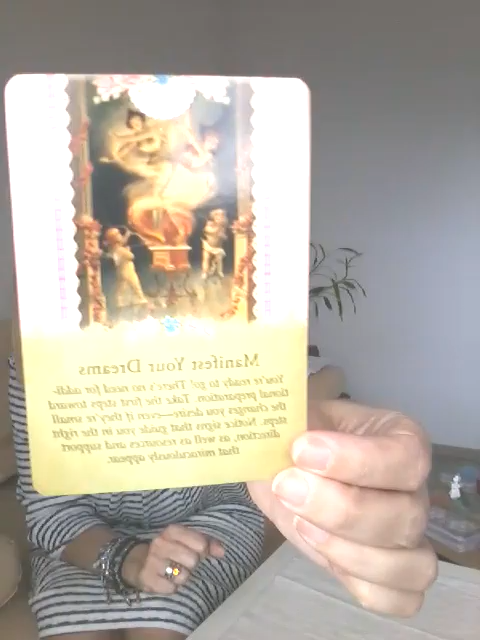 Manifest Your Dreams
You're ready to go! There's no need for addi-
tional preparation. Take the first steps toward
the changes you desire—even if they're small
steps. Notice signs that guide you in the right
direction, as well as resources and support
that miraculously appear.